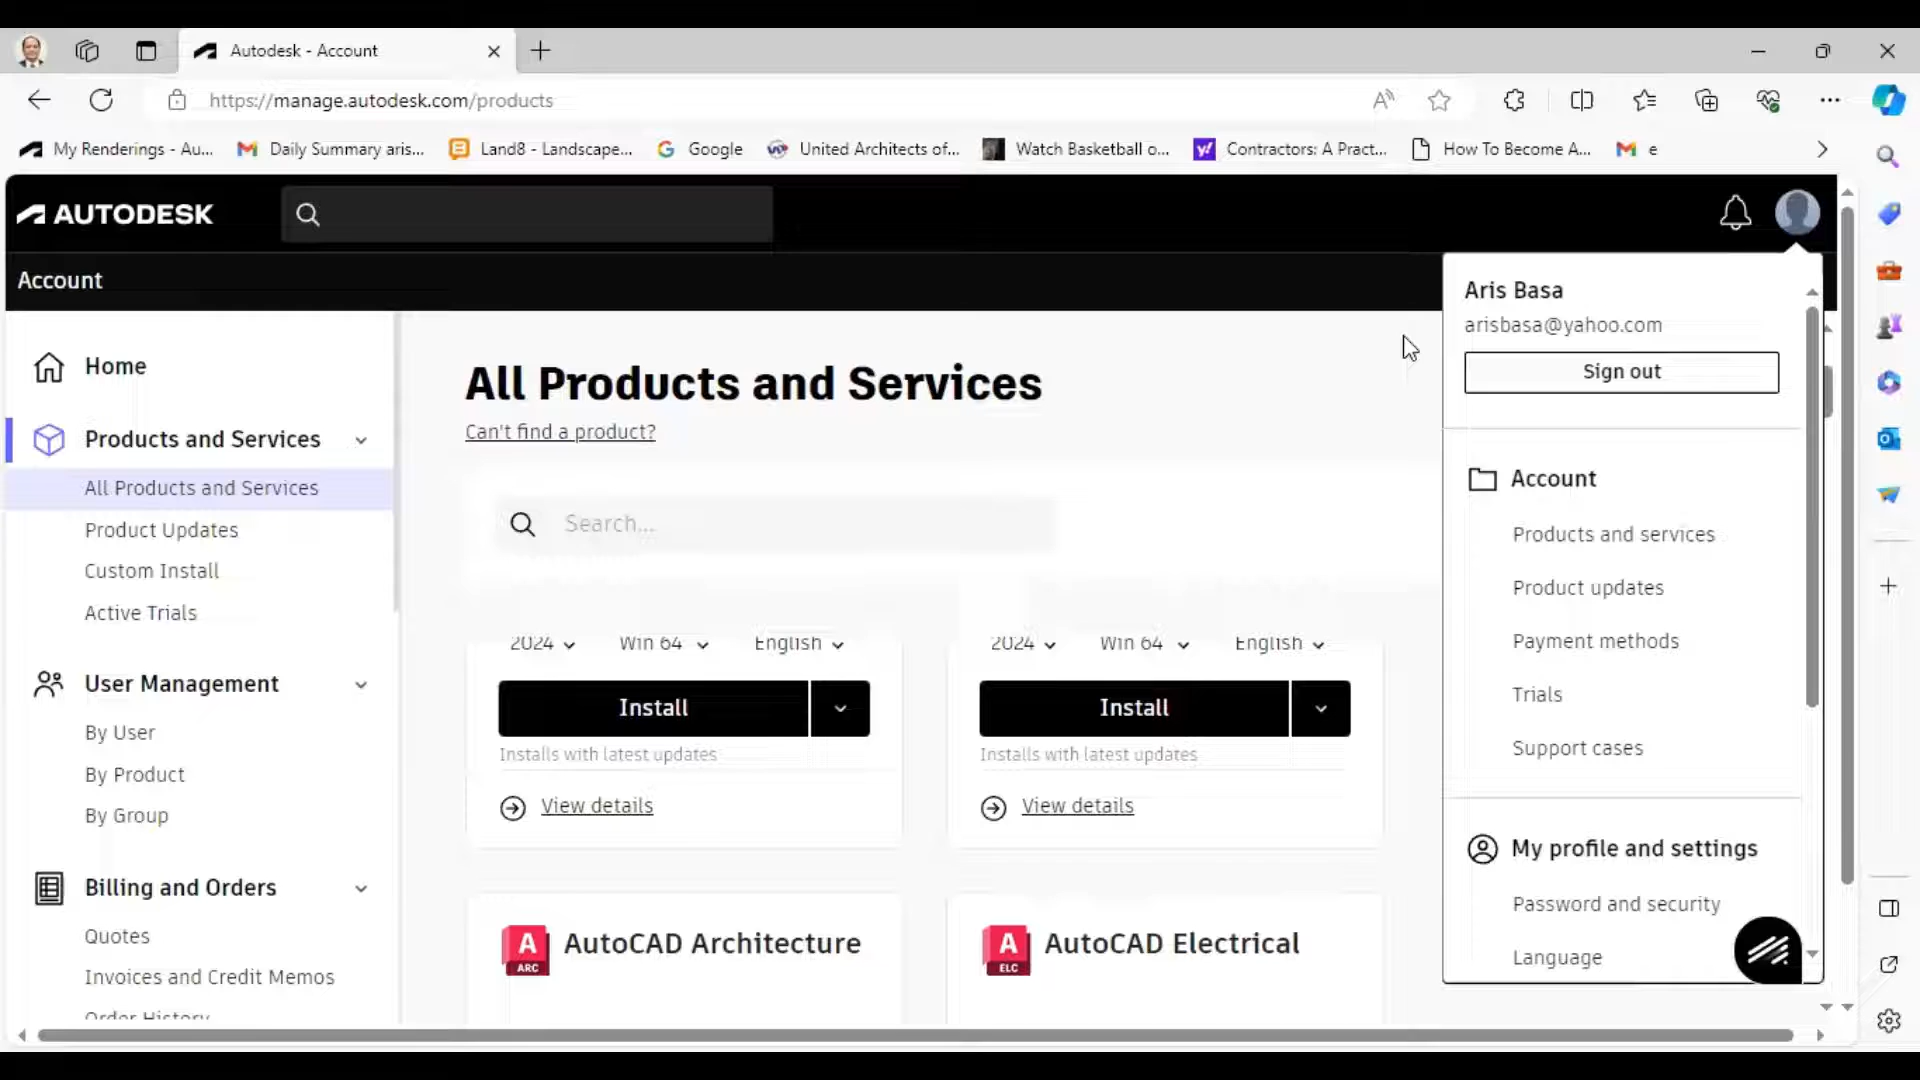 Autodesk - Account
https://manage.autodesk.com/products
My Renderings - Au...
Daily Summary aris...
Land8 - Landscape...
Google
United Architects of...
Watch Basketball o...
Contractors: A Pract...
How To Become A...
e
AUTODESK
Account
Home
Products and Services
All Products and Services
Product Updates
Custom Install
Active Trials
User Management
By User
By Product
By Group
Billing and Orders
Quotes
Invoices and Credit Memos
Order History
All Products and Services
Can't find a product?
Search...
2024 Win 64 English
Install
Installs with latest updates
View details
2024 Win 64 English
Install
Installs with latest updates
View details
A ARC AutoCAD Architecture
A ELC AutoCAD Electrical
Aris Basa
arisbasa@yahoo.com
Sign out
Account
Products and services
Product updates
Payment methods
Trials
Support cases
My profile and settings
Password and security
Language